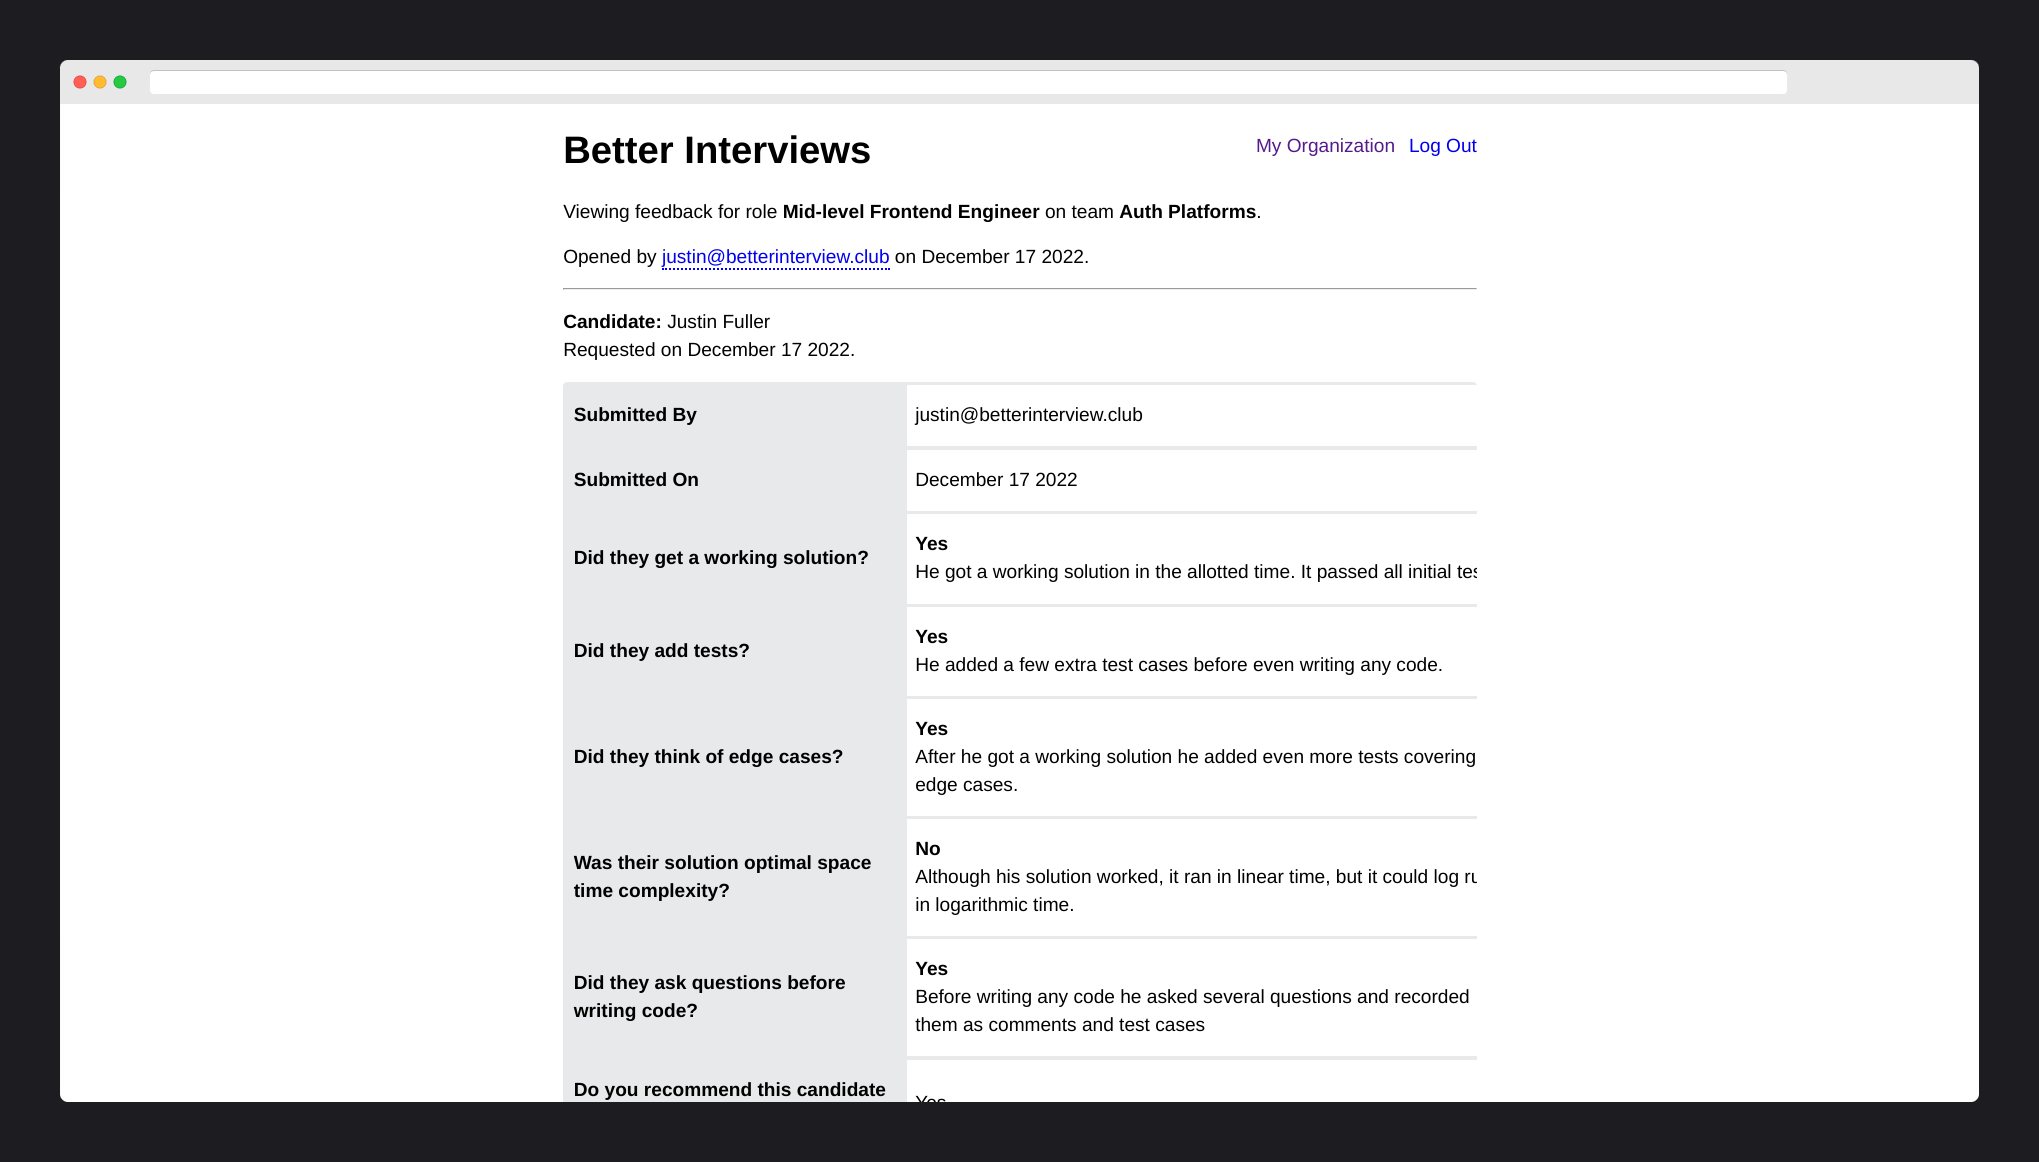 Better Interviews
My Organization Log Out
Viewing feedback for role Mid-level Frontend Engineer on team Auth Platforms.
Opened by justin@betterinterview.club on December 17 2022.
Candidate: Justin Fuller
Requested on December 17 2022.
Submitted By
justin@betterinterview.club
Submitted On
December 17 2022
Did they get a working solution?
Yes
He got a working solution in the allotted time. It passed all initial
Did they add tests?
Yes
He added a few extra test cases before even writing any code.
Did they think of edge cases?
Yes
After he got a working solution he added even more tests covering
edge cases.
Was their solution optimal space
time complexity?
No
Although his solution worked, it ran in linear time, but it could log
in logarithmic time.
Did they ask questions before
writing code?
Yes
Before writing any code he asked several questions and recorded
them as comments and test cases
Do you recommend this candidate
Yes